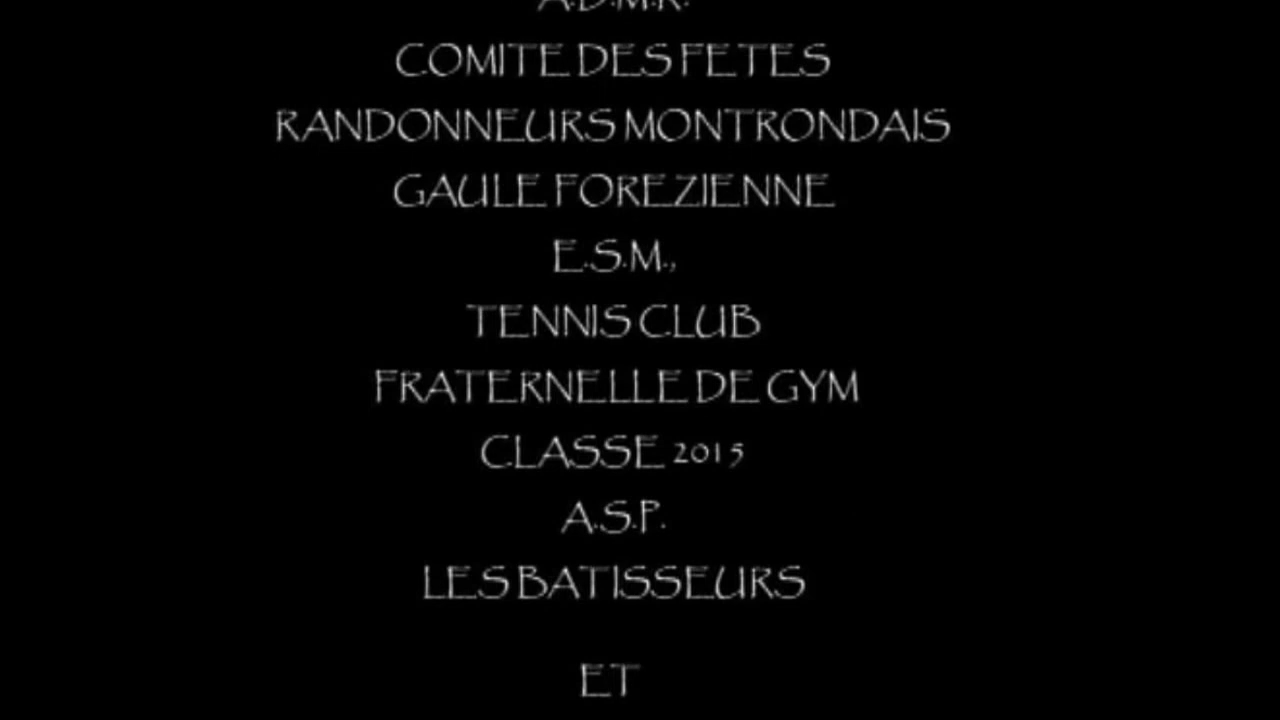 COMITE DES FETES
RANDONNEURS MONTRONDAIS
GAULE FOREZIENNE
E.S.M.,
TENNIS CLUB
FRATERNELLE DE GYM
CLASSE 2015
A.S.P.
LES BATISSEURS
ET